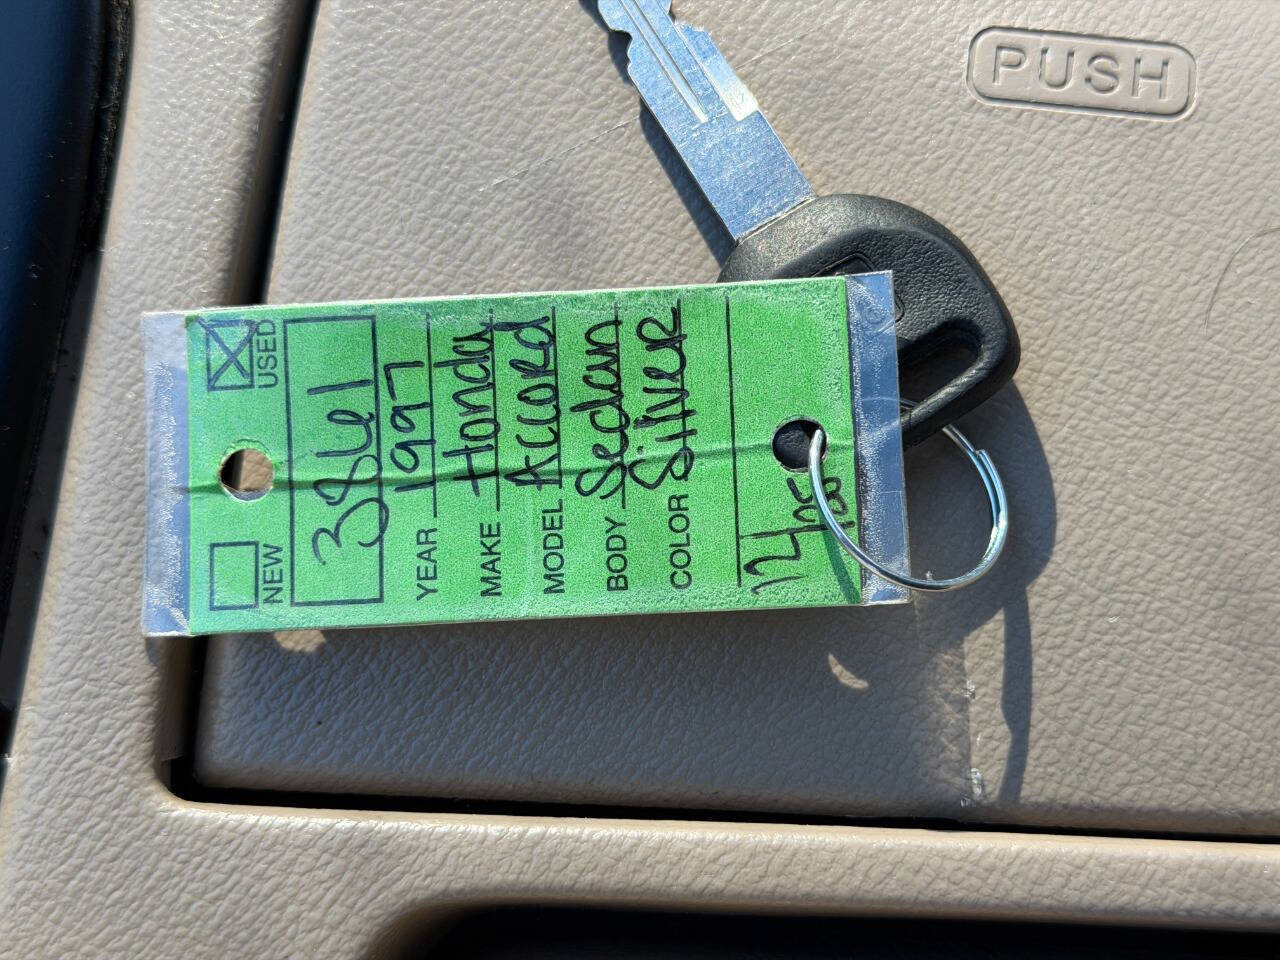 PUSH
NEW
USED
3861
YEAR 1997
MAKE Honda
MODEL Accord
BODY Sedan
COLOR Silver